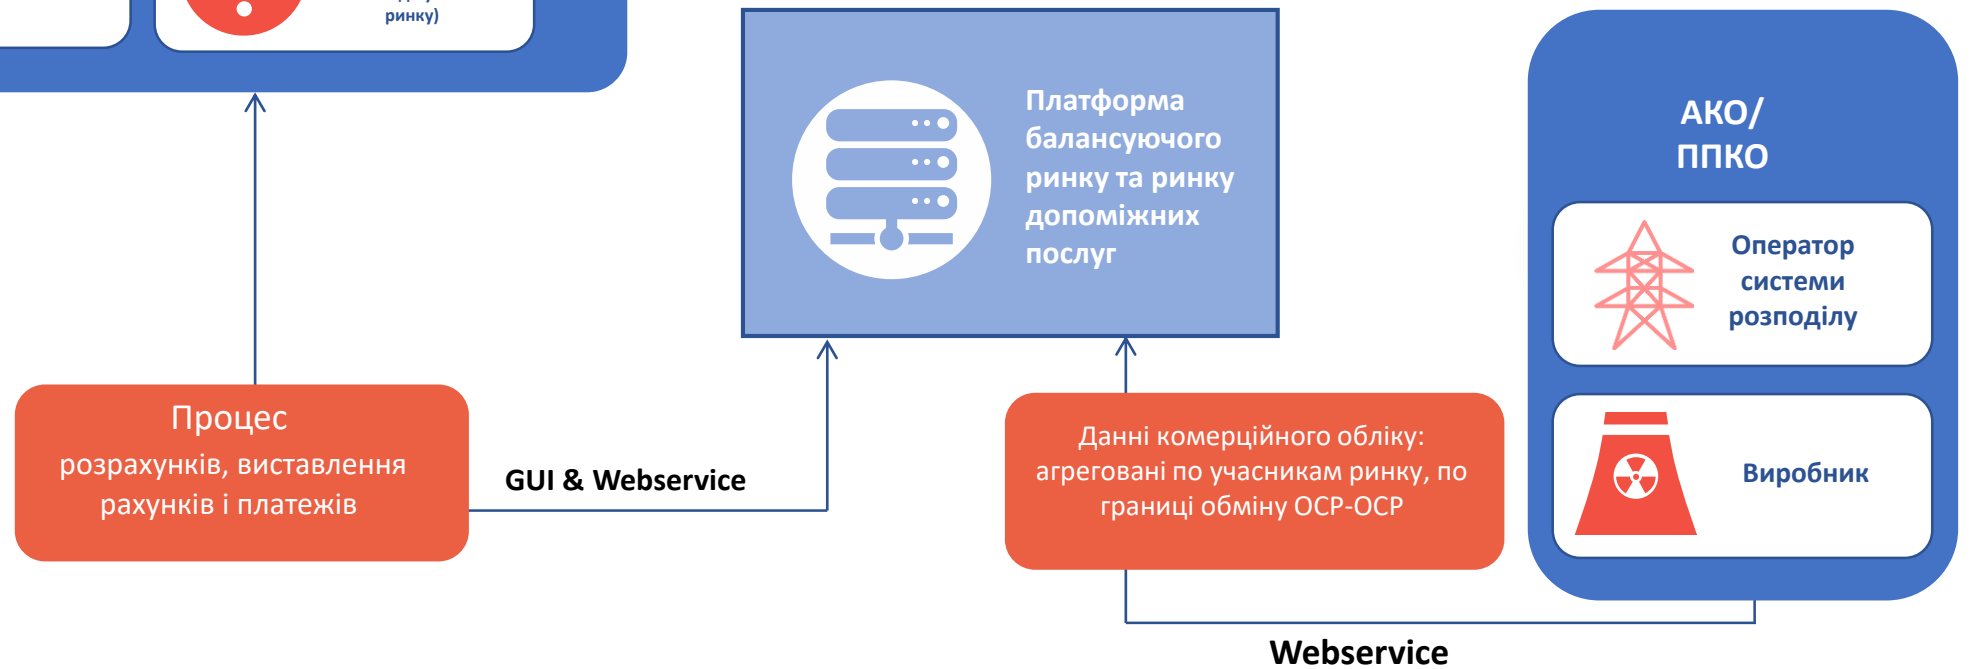 ринку)
Платформа
балансуючого
ринку та ринку
допоміжних
послуг
АКО/
ППКО
Оператор
системи
розподілу
Виробник
Процес
розрахунків, виставлення
рахунків і платежів
GUI & Webservice
Данні комерційного обліку:
агреговані по учасникам ринку, по
границі обміну ОСР-ОСР
Webservice